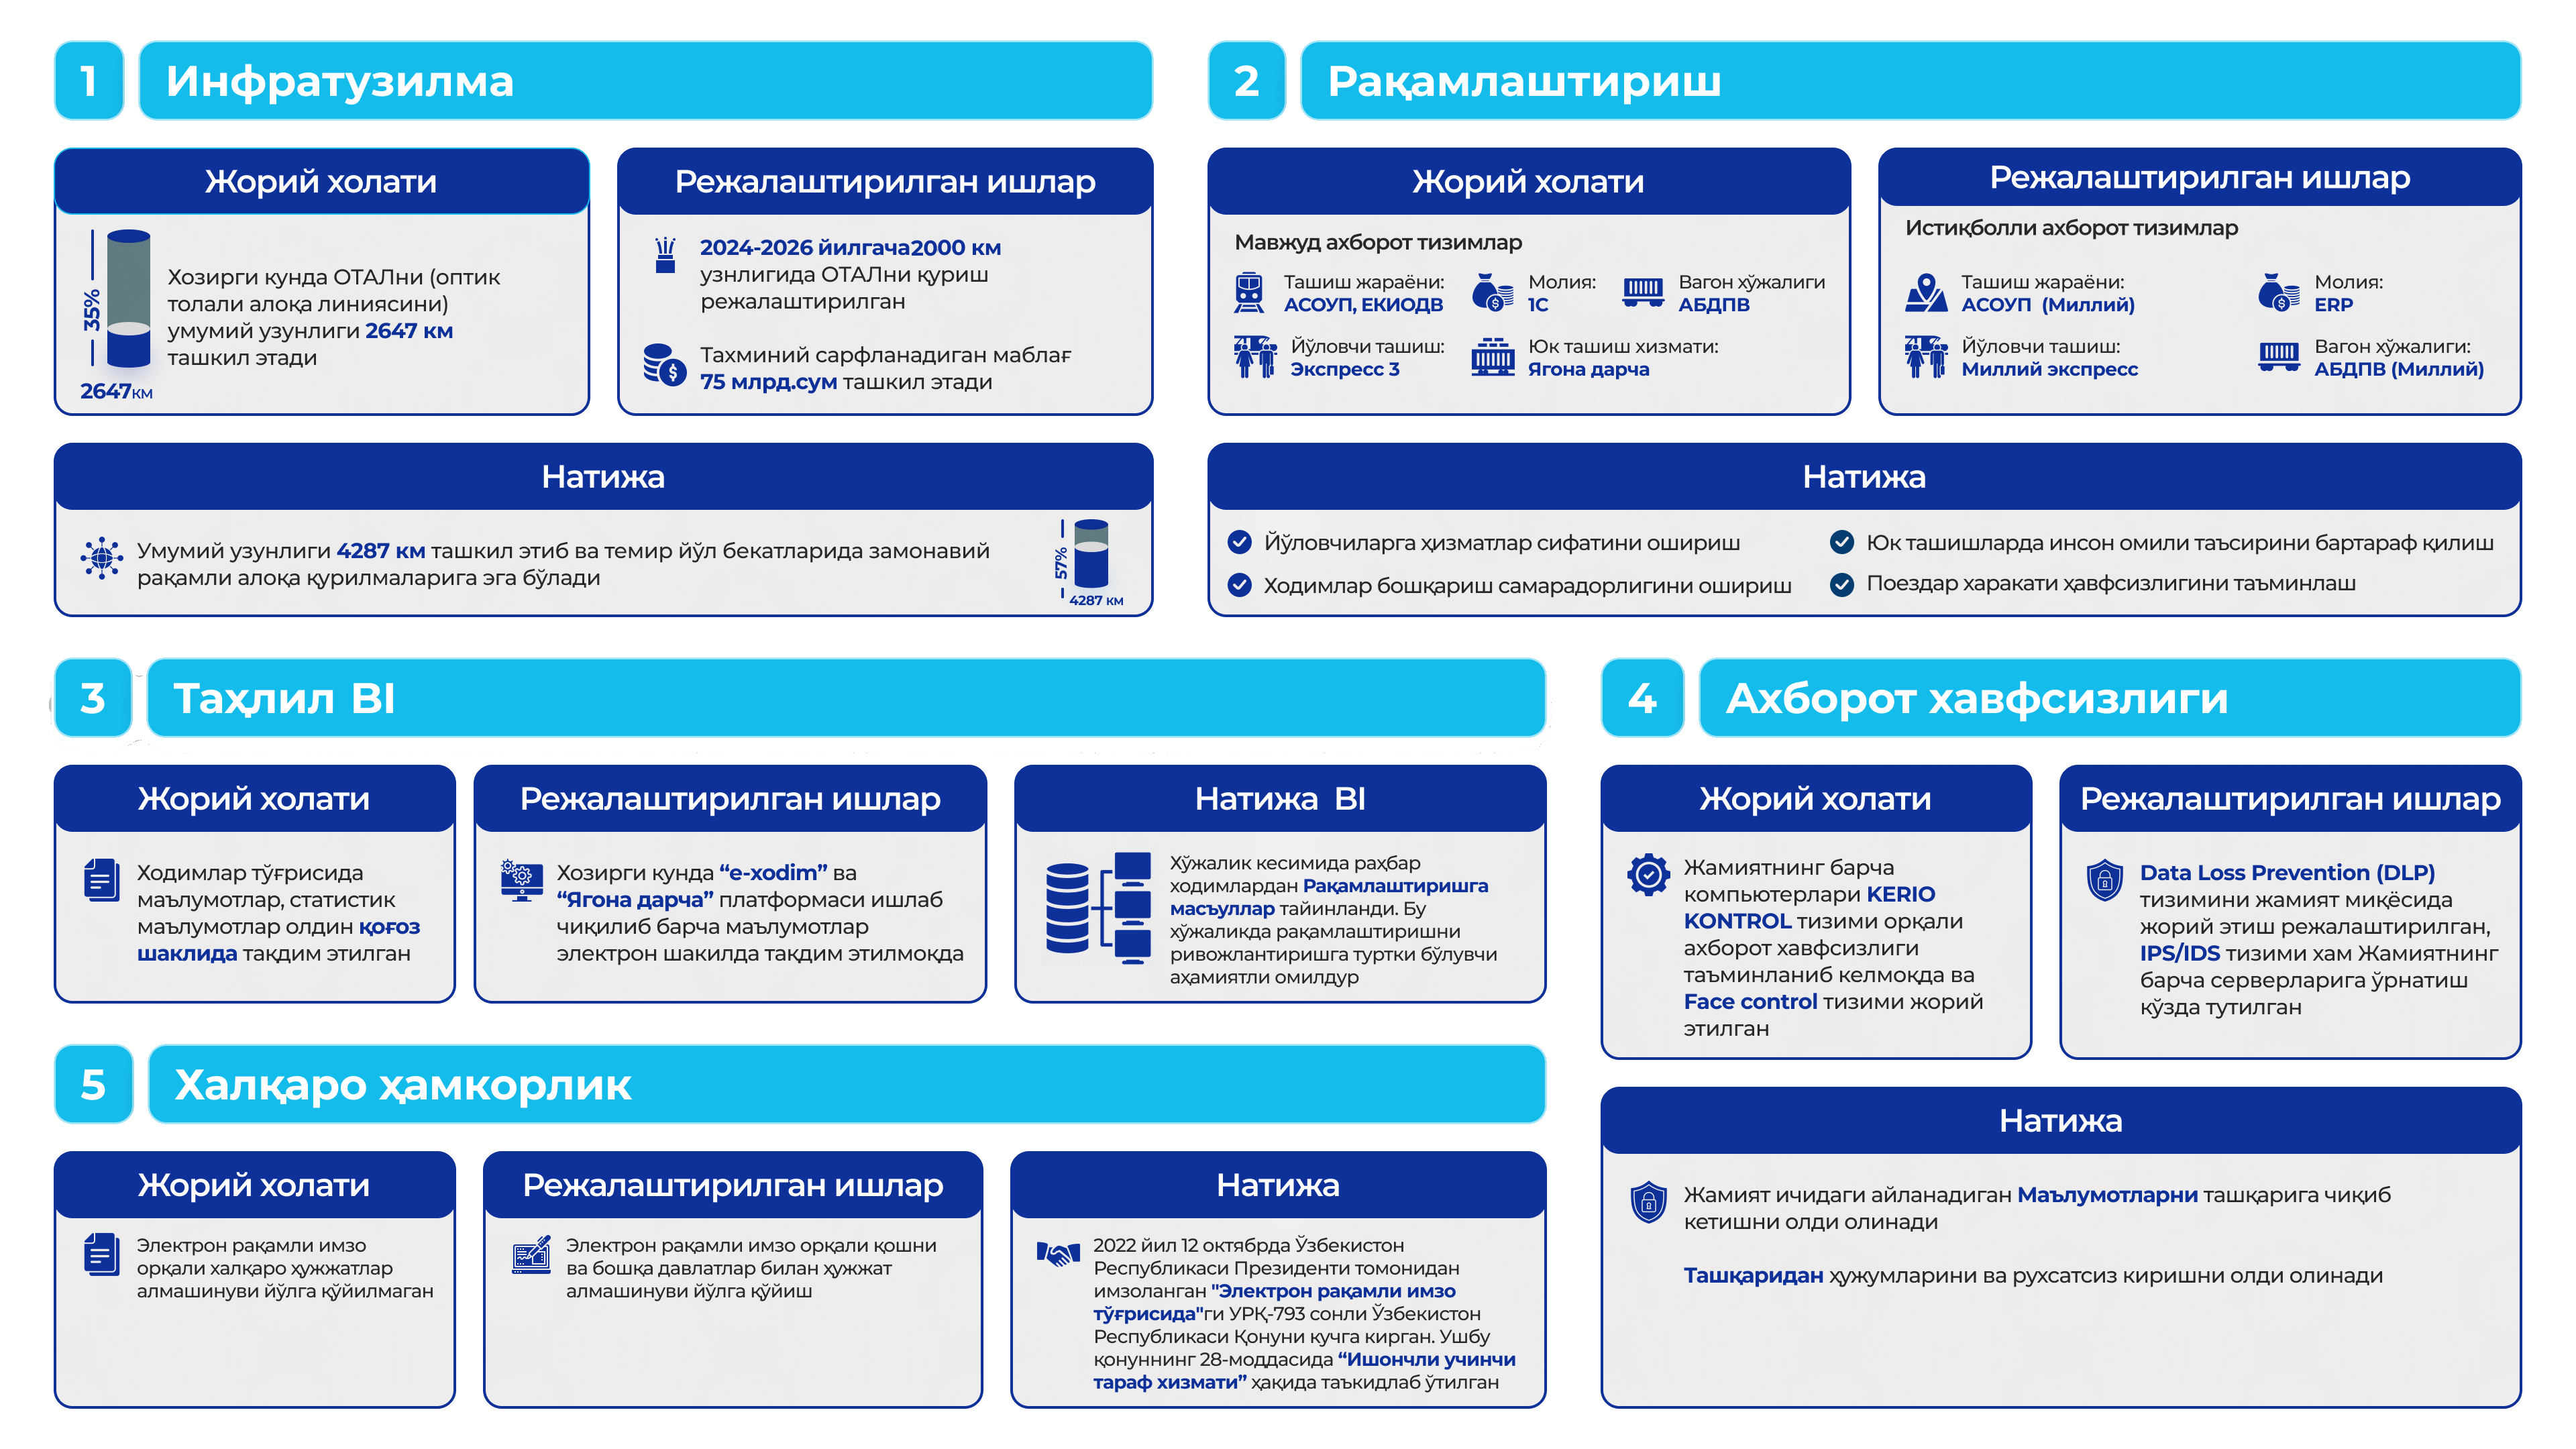 1
Инфратузилма
Жорий холати
35%
2647км
Хозирги кунда ОТАЛни (оптик
толали алоқа линиясини)
умумий узунлиги 2647 км
ташкил этади
Режалаштирилган ишлар
2024-2026 йилгача2000 км
узнлигида ОТАЛни қуриш
режалаштирилган
Тахминий сарфланадиган маблағ
75 млрд.сум ташкил этади
Натижа
Умумий узунлиги 4287 км ташкил этиб ва темир йўл бекатларида замонавий
рақамли алоқа қурилмаларига эга бўлади
57%
4287 км
2
Рақамлаштириш
Жорий холати
Мавжуд ахборот тизимлар
Ташиш жараёни:
АСОУП, ЕКИОДВ
Молия:
1С
Вагон хўжалиги
АБДПВ
Йўловчи ташиш:
Экспресс 3
Юк ташиш хизмати:
Ягона дарча
Режалаштирилган ишлар
Истиқболли ахборот тизимлар
Ташиш жараёни:
АСОУП (Миллий)
Молия:
ERP
Йўловчи ташиш:
Миллий экспресс
Вагон хўжалиги:
АБДПВ (Миллий)
Натижа
Йўловчиларга ҳизматлар сифатини ошириш
Ходимлар бошқариш самарадорлигини ошириш
Юк ташишларда инсон омили таъсирини бартараф қилиш
Поездар харакати ҳавфсизлигини таъминлаш
3
Таҳлил BI
Жорий холати
Ходимлар тўғрисида
маълумотлар, статистик
маълумотлар олдин қоғоз
шаклида тақдим этилган
Режалаштирилган ишлар
Хозирги кунда “e-xodim” ва
“Ягона дарча” платформаси ишлаб
чиқилиб барча маълумотлар
электрон шакилда тақдим этилмоқда
Натижа BI
Хўжалик кесимида раҳбар
ходимлардан Рақамлаштиришга
масъуллар тайинланди. Бу
хўжаликда рақамлаштиришни
ривожлантиришга туртки бўлувчи
аҳамиятли омилдур
4
Ахборот хавфсизлиги
Жорий холати
Жамиятнинг барча
компьютерлари KERIO
KONTROL тизими орқали
ахборот хавфсизлиги
таъминланиб келмоқда ва
Face control тизими жорий
этилган
Режалаштирилган ишлар
Data Loss Prevention (DLP)
тизимини жамият миқёсида
жорий этиш режалаштирилган,
IPS/IDS тизими хам Жамиятнинг
барча серверларига ўрнатиш
кўзда тутилган
Натижа
Жамият ичидаги айланадиган Маълумотларни ташқарига чиқиб
кетишни олди олинади
Ташқаридан ҳужумларини ва рухсатсиз киришни олди олинади
5
Халқаро ҳамкорлик
Жорий холати
Электрон рақамли имзо
орқали халқаро ҳужжатлар
алмашинуви йўлга қўйилмаган
Режалаштирилган ишлар
Электрон рақамли имзо орқали қошни
ва бошқа давлатлар билан ҳужжат
алмашинуви йўлга қўйиш
Натижа
2022 йил 12 октябрда Ўзбекистон
Республикаси Президенти томонидан
имзоланган "Электрон рақамли имзо
тўғрисида"ги УРҚ-793 сонли Ўзбекистон
Республикаси Қонуни кучга кирган. Ушбу
қонуннинг 28-моддасида “Ишончли учинчи
тараф хизмати” ҳақида таъкидлаб ўтилган